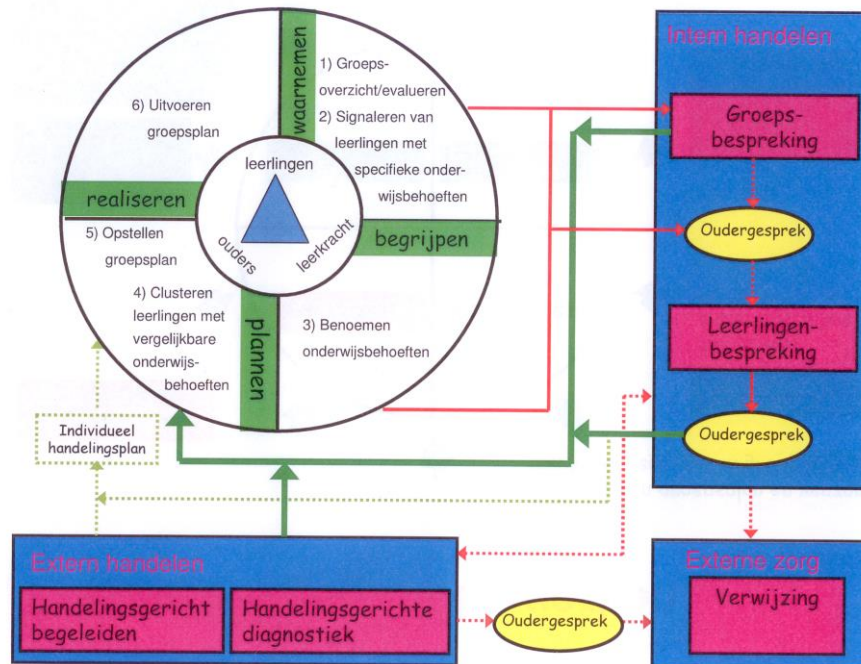 waarnemen
1) Groeps-
overzicht/evalueren
2) Signaleren van
leerlingen met
specifieke onder-
wijsbehoeften
begrijpen
3) Benoemen
onderwijsbehoeften
plannen
4) Clusteren
leerlingen met
vergelijkbare
onderwijs-
behoeften
5) Opstellen
groepsplan
realiseren
6) Uitvoeren
groepsplan
leerlingen
ouders
leerkracht
Intern handelen
Groeps-
bespreking
Oudergesprek
Leerlingen-
bespreking
Oudergesprek
Individueel
handelingsplan
Extern handelen
Handelingsgericht
begeleiden
Handelingsgerichte
diagnostiek
Oudergesprek
Externe zorg
Verwijzing